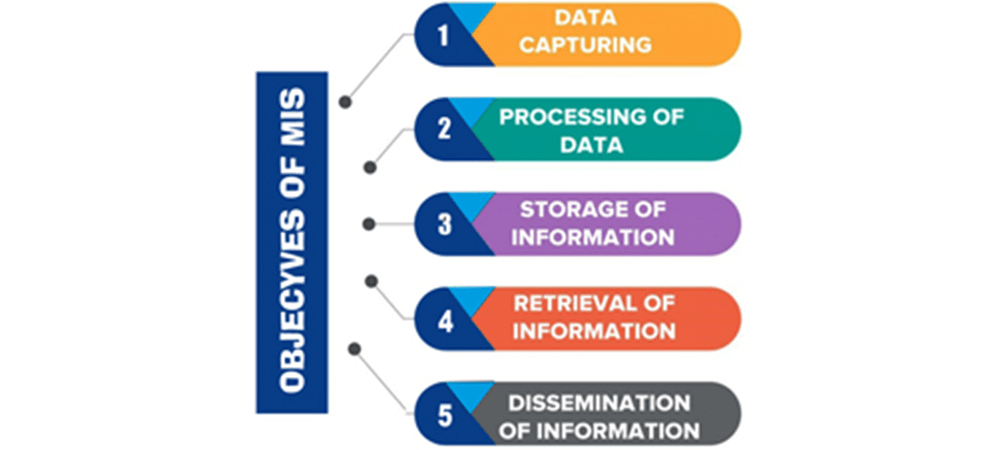 OBJECYVES OF MIS
1
DATA
CAPTURING
2
PROCESSING OF
DATA
3
STORAGE OF
INFORMATION
4
RETRIEVAL OF
INFORMATION
5
DISSEMINATION
OF INFORMATION